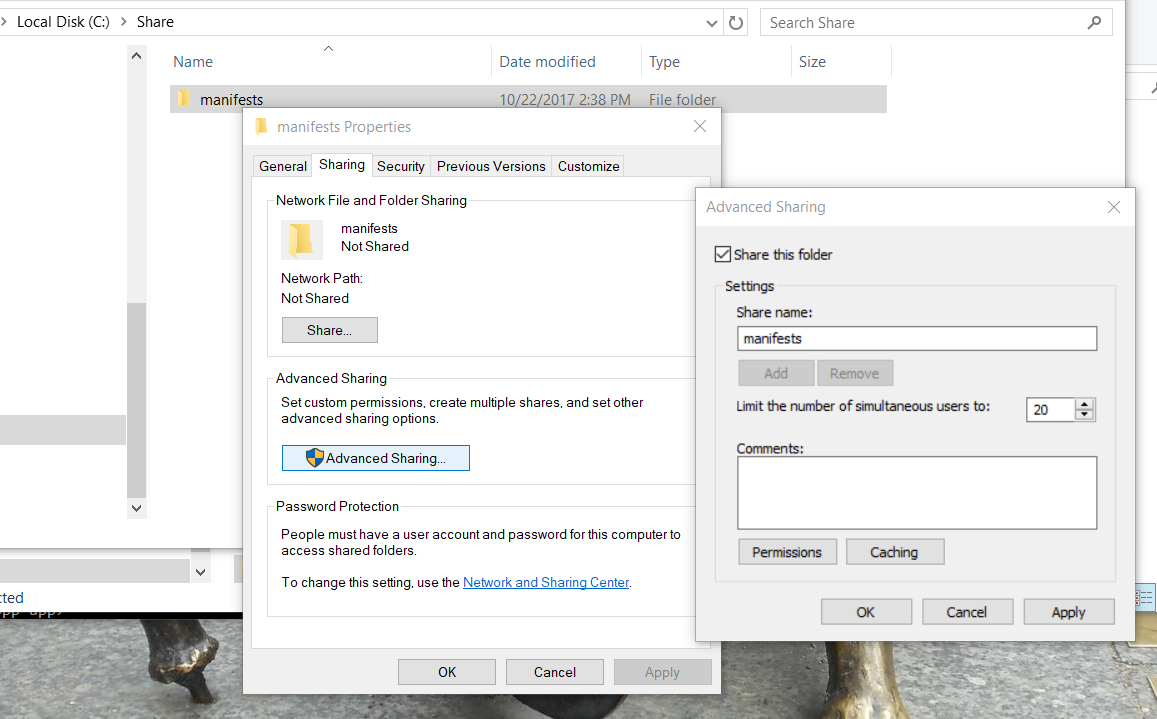 Local Disk (C:) > Share
Search Share
Name
Date modified
Type
Size
manifests
10/22/2017 2:38 PM
File folder
manifests Properties
General
Sharing
Security
Previous Versions
Customize
Network File and Folder Sharing
manifests
Not Shared
Network Path:
Not Shared
Share...
Advanced Sharing
Set custom permissions, create multiple shares, and set other
advanced sharing options.
Advanced Sharing...
Password Protection
People must have a user account and password for this computer to
access shared folders.
To change this setting, use the Network and Sharing Center.
OK
Cancel
Apply
Advanced Sharing
Share this folder
Settings
Share name:
manifests
Add
Remove
Limit the number of simultaneous users to:
20
Comments:
Permissions
Caching
OK
Cancel
Apply
cted